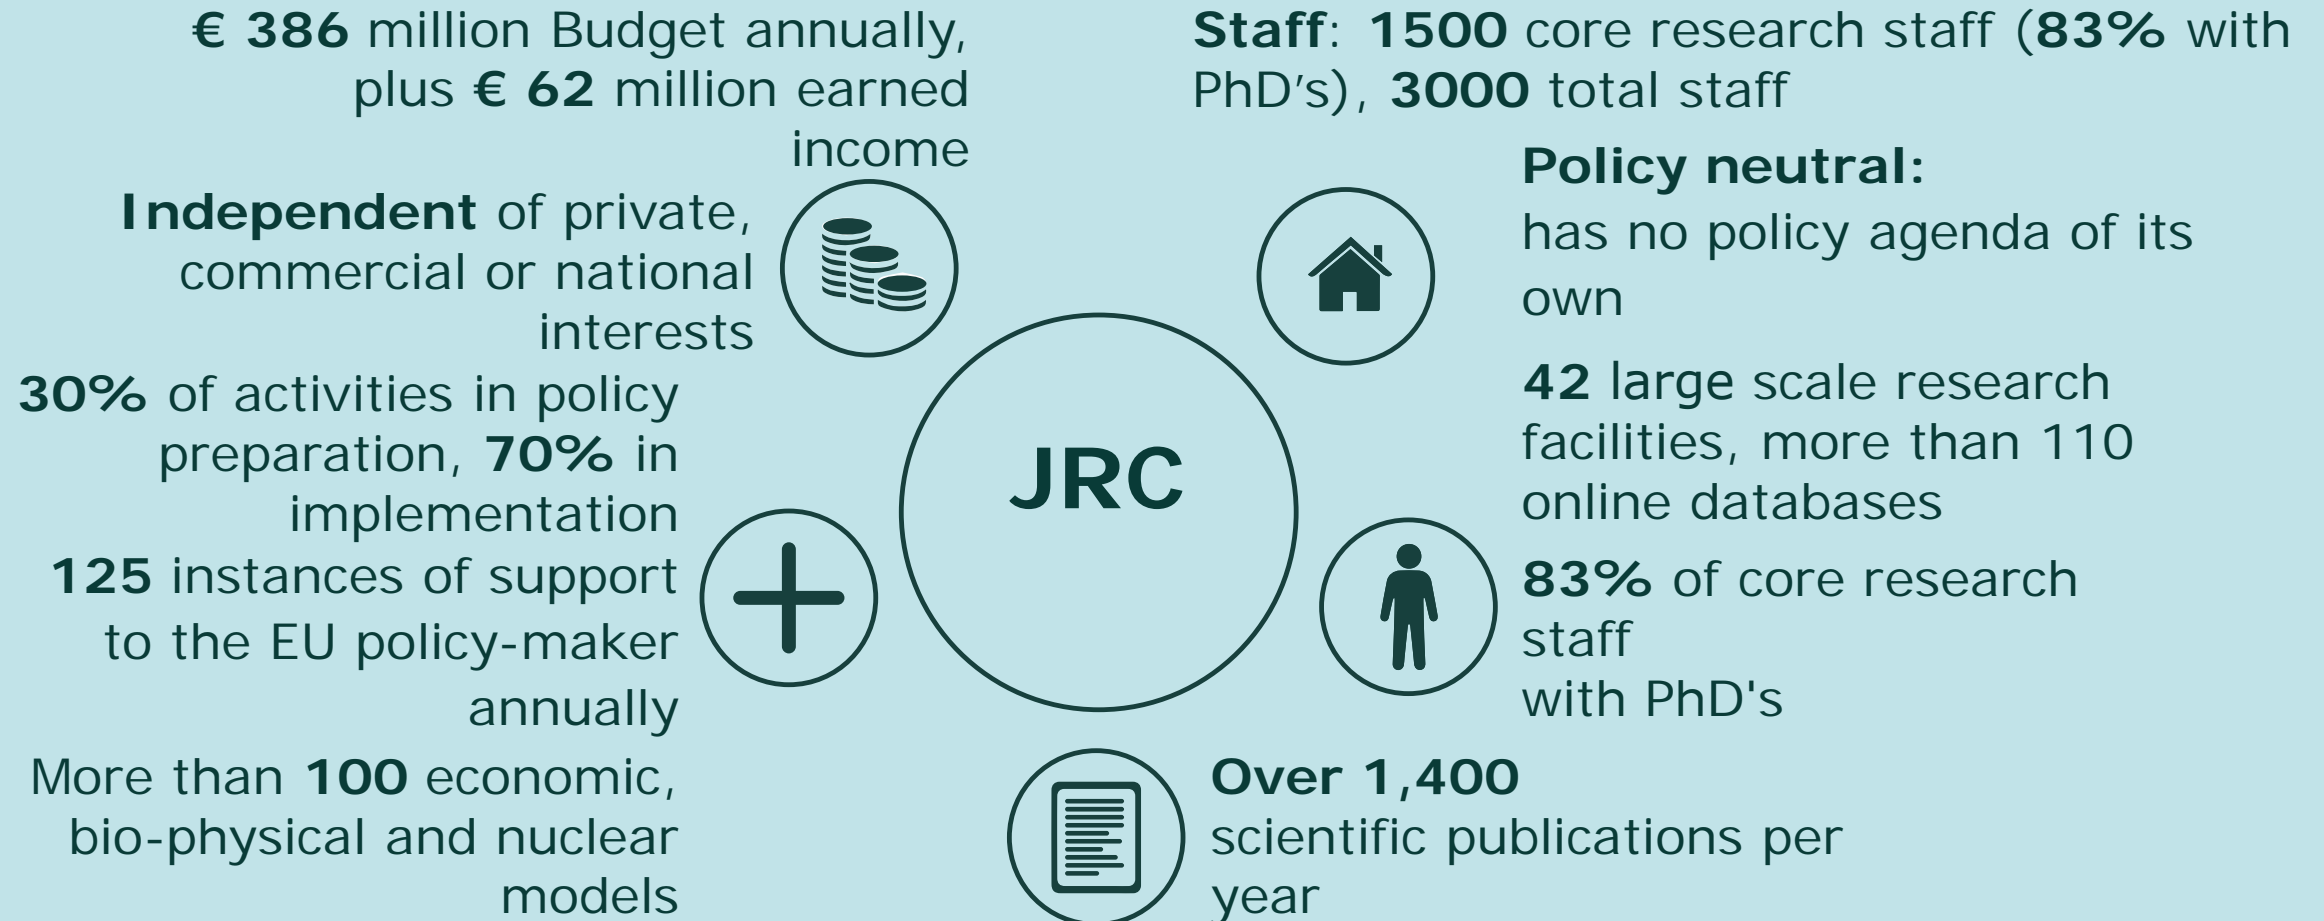 € 386 million Budget annually,
plus € 62 million earned
income
Independent of private,
commercial or national
interests
30% of activities in policy
preparation, 70% in
implementation
125 instances of support
to the EU policy-maker
annually
More than 100 economic,
bio-physical and nuclear
models
JRC
Staff: 1500 core research staff (83% with
PhD’s), 3000 total staff
Policy neutral:
has no policy agenda of its
own
42 large scale research
facilities, more than 110
online databases
83% of core research
staff
with PhD's
Over 1,400
scientific publications per
year